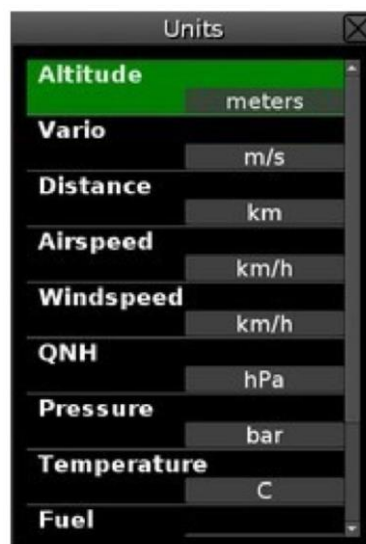 Units
Altitude
meters
Vario
m/s
Distance
km
Airspeed
km/h
Windspeed
km/h
QNH
hPa
Pressure
bar
Temperature
C
Fuel